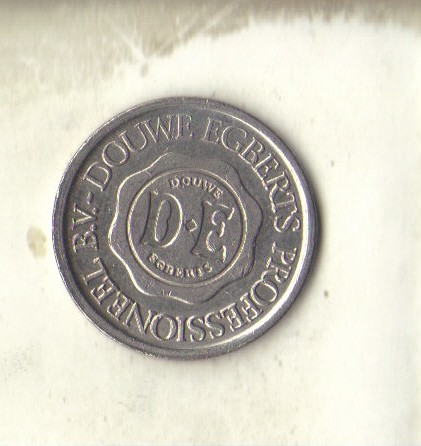 DOUWE EGBERTS PROFESSIONEEL B.V.-
DOUWE
D·E
EGBERTS